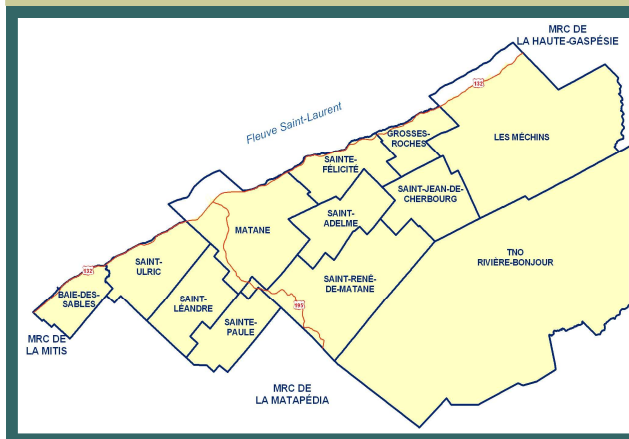 MRC DE
LA HAUTE-GASPÉSIE
132
Fleuve Saint-Laurent
GROSSES-
ROCHES
LES MÉCHINS
SAINTE-
FÉLICITÉ
SAINT-JEAN-DE-
CHERBOURG
SAINT-
ADELME
MATANE
TNO
RIVIÈRE-BONJOUR
SAINT-
ULRIC
132
SAINT-RENÉ-
DE-MATANE
BAIE-DES-
SABLES
SAINT-
LÉANDRE
195
SAINTE-
PAULE
MRC DE
LA MITIS
MRC DE
LA MATAPÉDIA